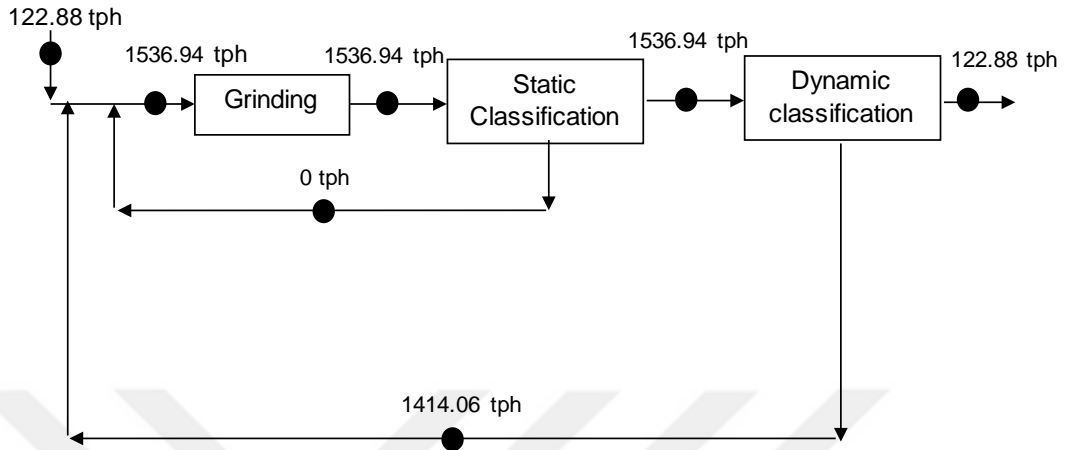 122.88 tph
1536.94 tph
1536.94 tph
1536.94 tph
122.88 tph
Grinding
Static
Classification
Dynamic
classification
0 tph
1414.06 tph